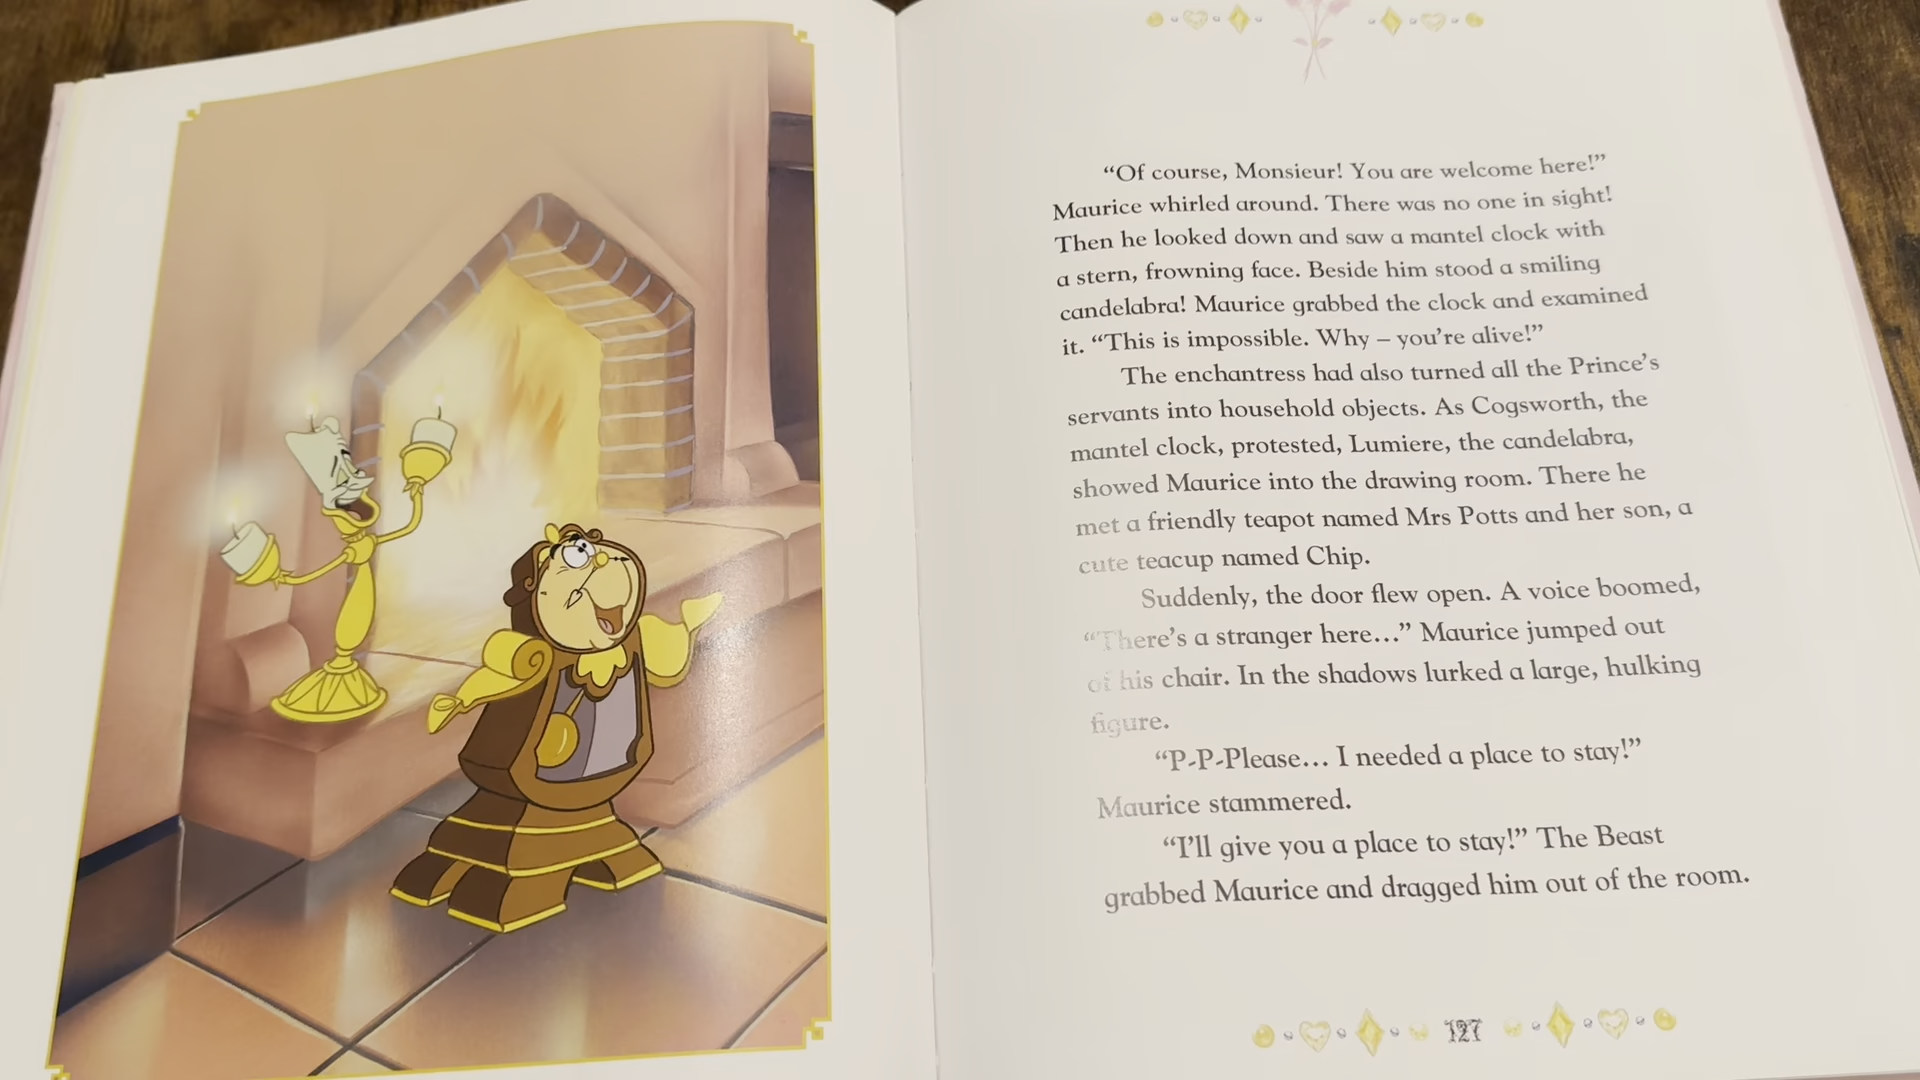 “Of course, Monsieur! You are welcome here!”
Maurice whirled around. There was no one in sight!
Then he looked down and saw a mantel clock with
a stern, frowning face. Beside him stood a smiling
candelabra! Maurice grabbed the clock and examined
it. “This is impossible. Why – you’re alive!”
The enchantress had also turned all the Prince’s
servants into household objects. As Cogsworth, the
mantel clock, protested, Lumiere, the candelabra,
showed Maurice into the drawing room. There he
met a friendly teapot named Mrs Potts and her son, a
cute teacup named Chip.
Suddenly, the door flew open. A voice boomed,
“There’s a stranger here...” Maurice jumped out
of his chair. In the shadows lurked a large, hulking
figure.
“P-P-Please... I needed a place to stay!”
Maurice stammered.
“I’ll give you a place to stay!” The Beast
grabbed Maurice and dragged him out of the room.
127